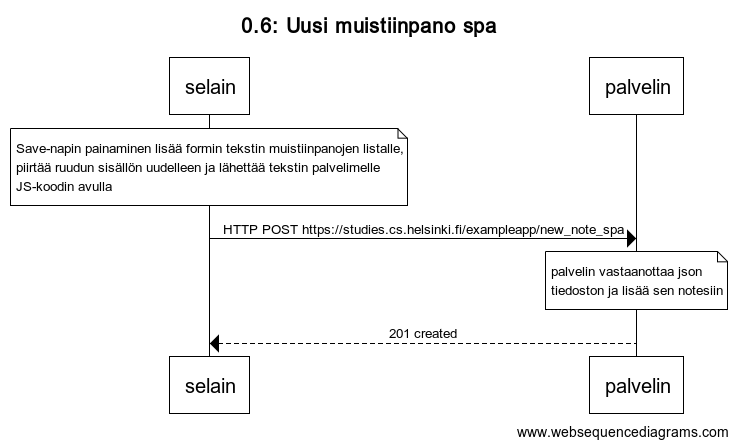 0.6: Uusi muistiinpano spa
selain
palvelin
Save-napin painaminen lisää formin tekstin muistiinpanojen listalle,
piirtää ruudun sisällön uudelleen ja lähettää tekstin palvelimelle
JS-koodin avulla
HTTP POST https://studies.cs.helsinki.fi/exampleapp/new_note_spa
palvelin vastaanottaa json
tiedoston ja lisää sen notesiin
201 created
selain
palvelin
www.websequencediagrams.com